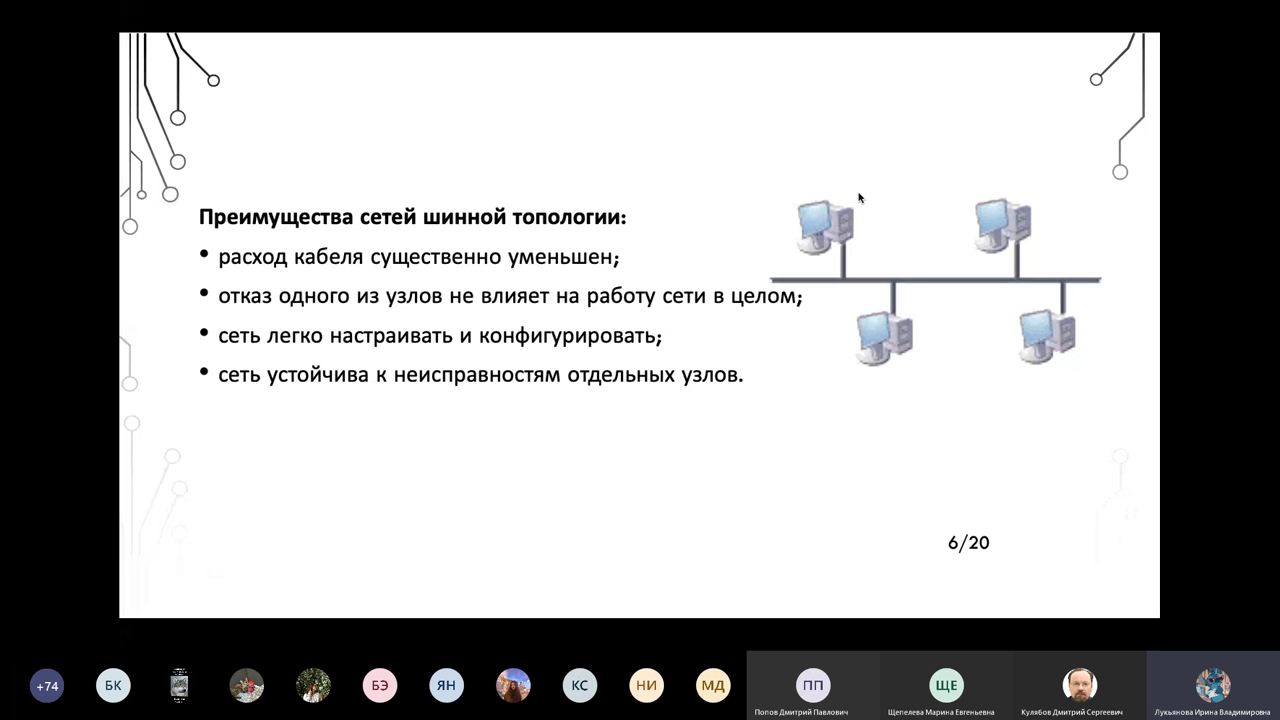 Преимущества сетей шинной топологии:
• расход кабеля существенно уменьшен;
• отказ одного из узлов не влияет на работу сети в целом;
• сеть легко настраивать и конфигурировать;
• сеть устойчива к неисправностям отдельных узлов.
6/20
+74 БК БЭ ЯН КС НИ МД ПП ЩЕ
Попов Дмитрий Павлович Щепелева Марина Евгеньевна Кулябов Дмитрий Сергеевич Лукьянова Ирина Владимировна